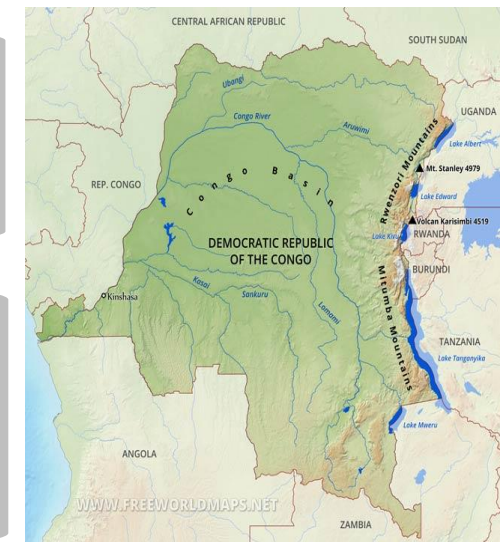 CENTRAL AFRICAN REPUBLIC
SOUTH SUDAN
Ubangi
UGANDA
Congo River
Aruwimi
Lake Albert
Rwenzori Mountains
Mt. Stanley 4979
Congo Basin
REP. CONGO
Lake Edward
Volcan Karisimbi 4519
Lake Kivu
RWANDA
DEMOCRATIC REPUBLIC
OF THE CONGO
BURUNDI
Mitumba Mountains
Kasai
Sankuru
Kinshasa
Lomami
TANZANIA
Lake Tanganyika
Lake Mweru
ANGOLA
WWW.FREEWORLDMAPS.NET
ZAMBIA